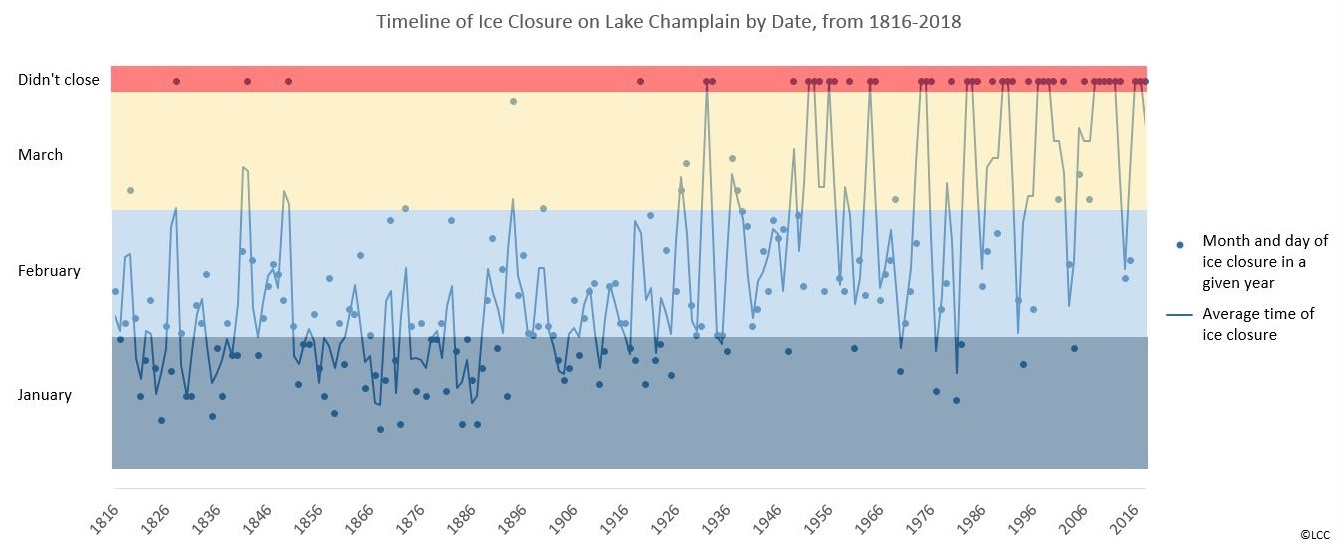 Timeline of Ice Closure on Lake Champlain by Date, from 1816-2018
Didn't close
March
February
January
Month and day of
ice closure in a
given year
Average time of
ice closure
1816
1826
1836
1846
1856
1866
1876
1886
1896
1906
1916
1926
1936
1946
1956
1966
1976
1986
1996
2006
2016
©LCC